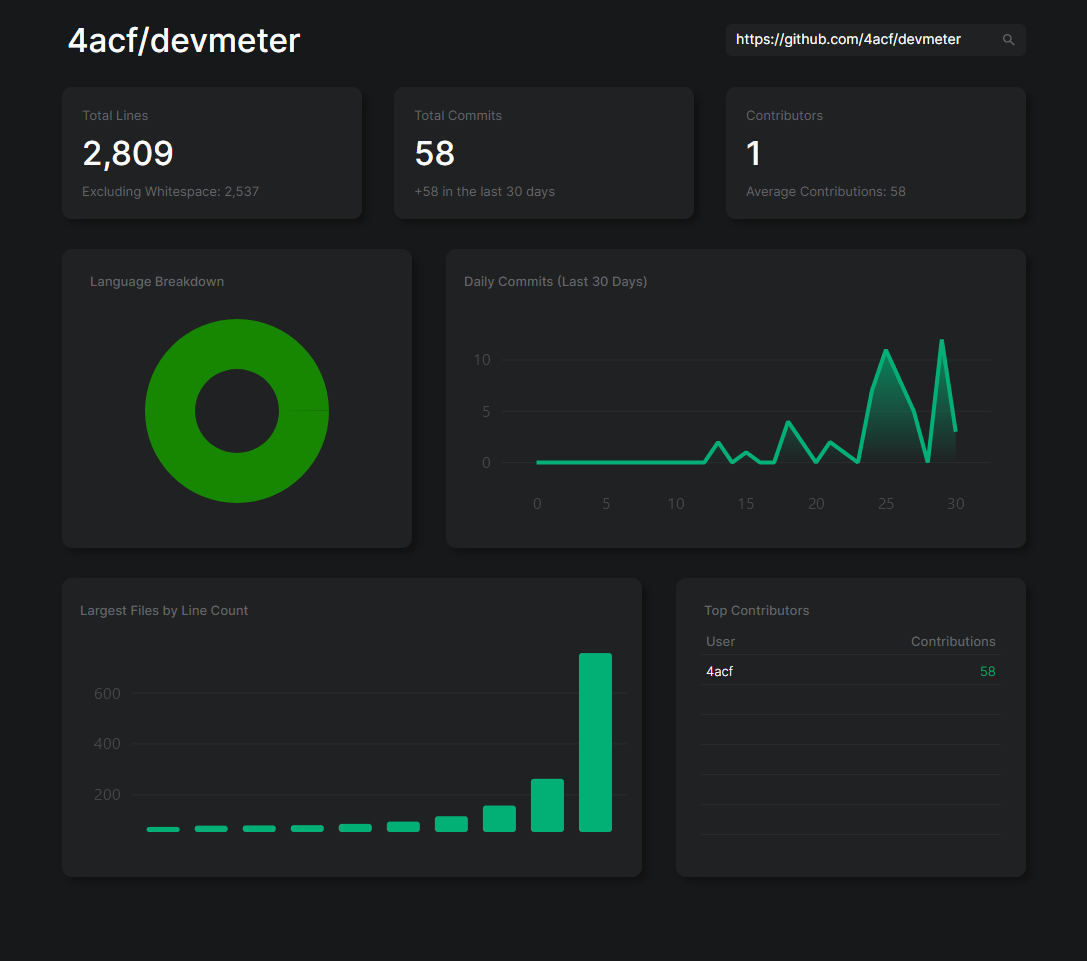 4acf/devmeter
https://github.com/4acf/devmeter
Total Lines
2,809
Excluding Whitespace: 2,537
Total Commits
58
+58 in the last 30 days
Contributors
1
Average Contributions: 58
Language Breakdown
Daily Commits (Last 30 Days)
10
5
0
0 5 10 15 20 25 30
Largest Files by Line Count
600
400
200
Top Contributors
User Contributions
4acf 58